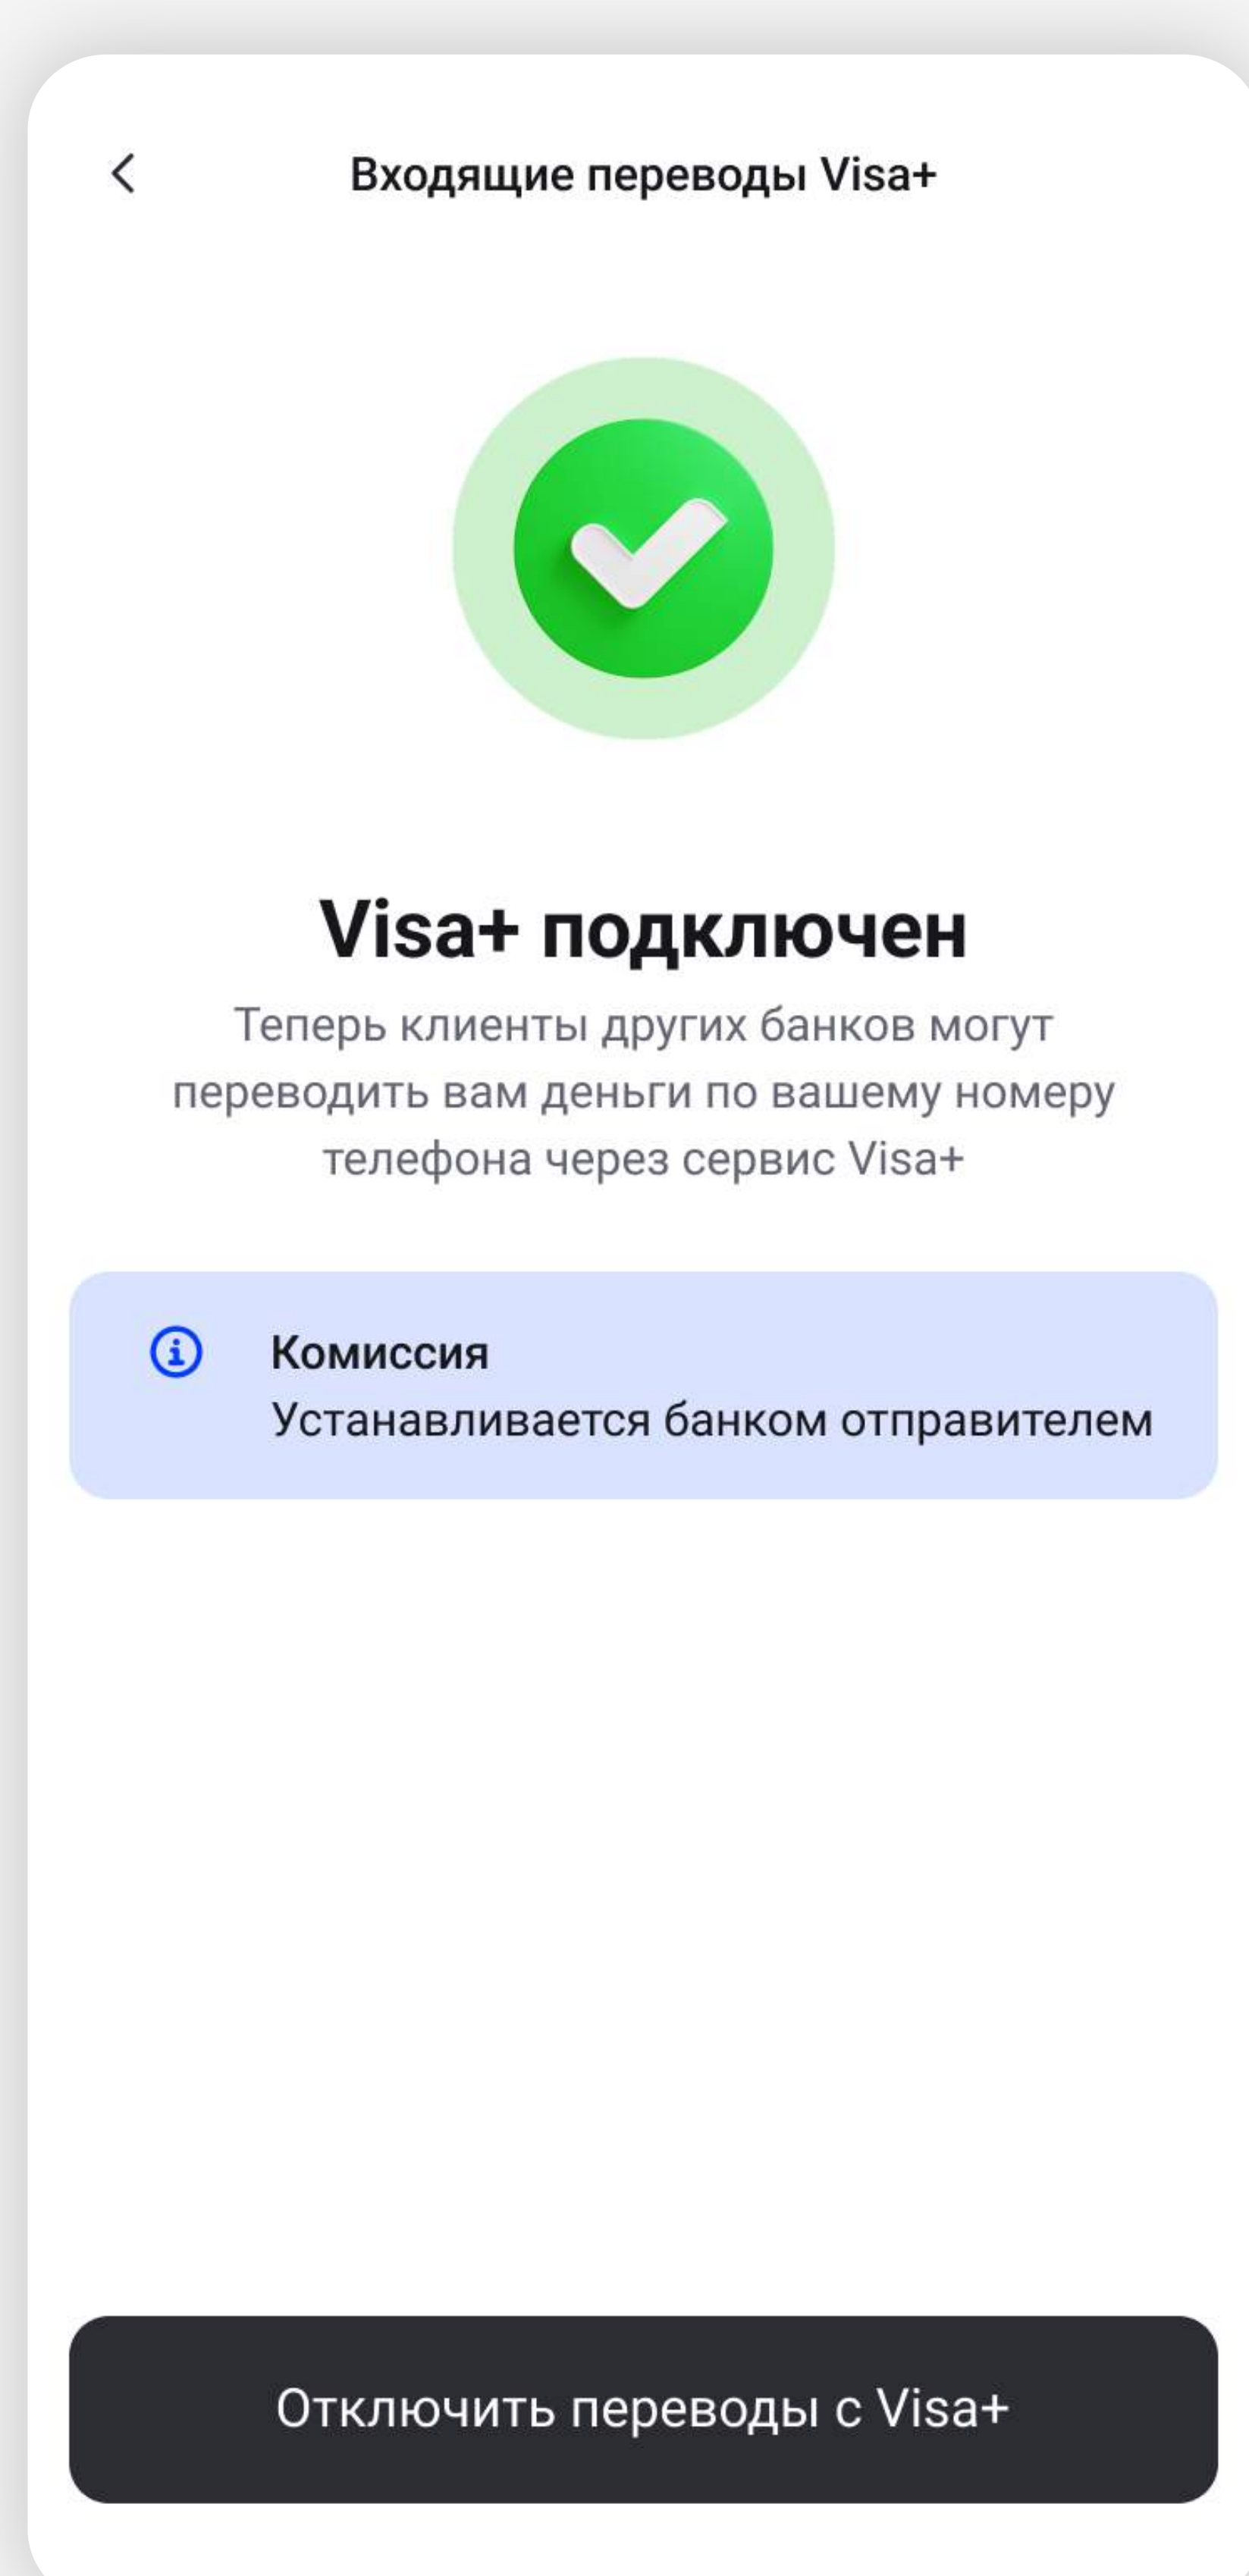 Входящие переводы Visa+
Visa+ подключен
Теперь клиенты других банков могут
переводить вам деньги по вашему номеру
телефона через сервис Visa+
Комиссия
Устанавливается банком отправителем
Отключить переводы с Visa+